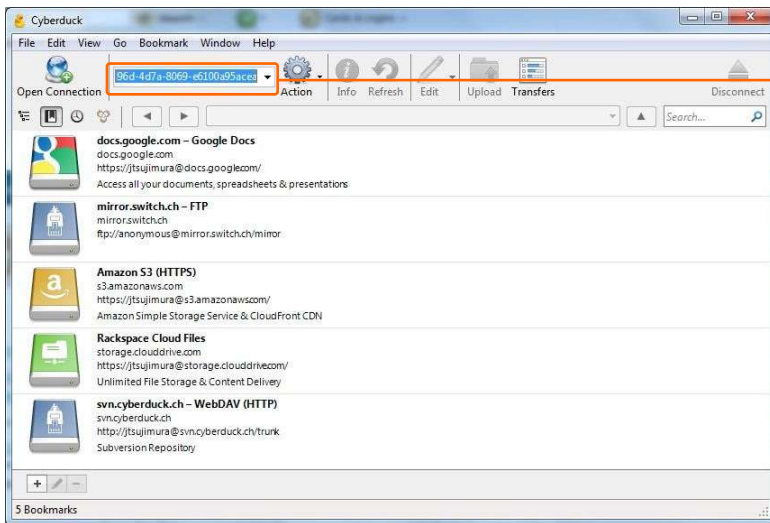 Cyberduck
File Edit View Go Bookmark Window Help
96d-4d7a-8069-e6100a95acea
Open Connection Action Info Refresh Edit Upload Transfers Disconnect
Search...
docs.google.com – Google Docs
docs.google.com
https://jtsujimura@docs.google.com/
Access all your documents, spreadsheets & presentations
mirror.switch.ch – FTP
mirror.switch.ch
ftp://anonymous@mirror.switch.ch/mirror
Amazon S3 (HTTPS)
s3.amazonaws.com
https://jtsujimura@s3.amazonaws.com/
Amazon Simple Storage Service & CloudFront CDN
Rackspace Cloud Files
storage.clouddrive.com
https://jtsujimura@storage.clouddrive.com/
Unlimited File Storage & Content Delivery
svn.cyberduck.ch – WebDAV (HTTP)
svn.cyberduck.ch
http://jtsujimura@svn.cyberduck.ch/trunk
Subversion Repository
5 Bookmarks